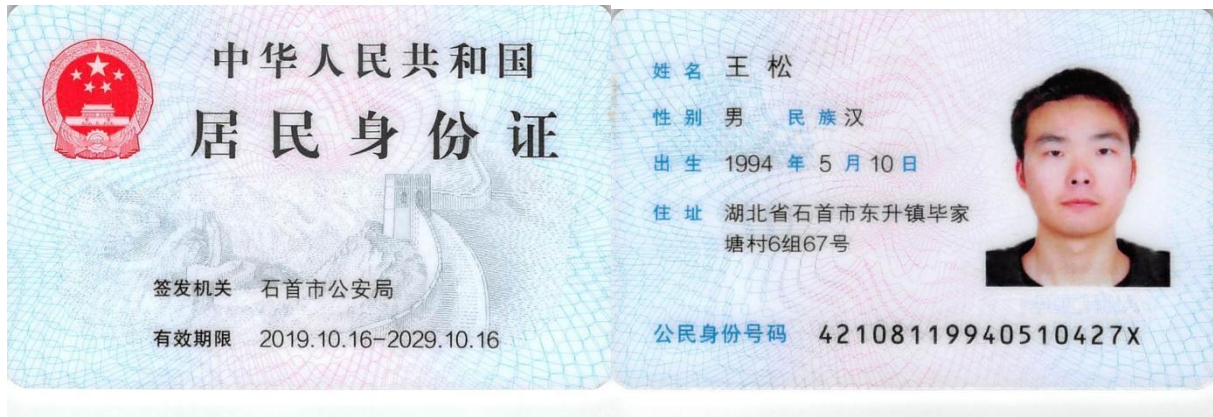 中华人民共和国
居民身份证
签发机关 石首市公安局
有效期限 2019.10.16-2029.10.16
姓名 王松
性别 男 民族 汉
出生 1994 年 5 月 10 日
住址 湖北省石首市东升镇毕家
塘村6组67号
公民身份号码 42108119940510427X